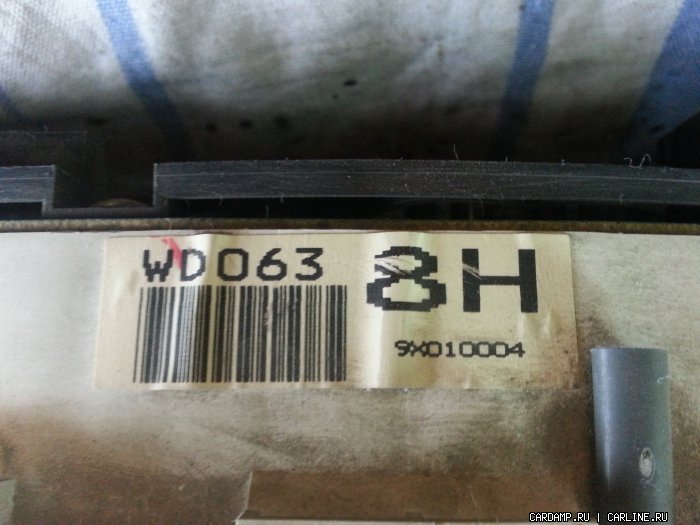 WD063 8H
9X010004
CARDAMP.RU | CARLINE.RU